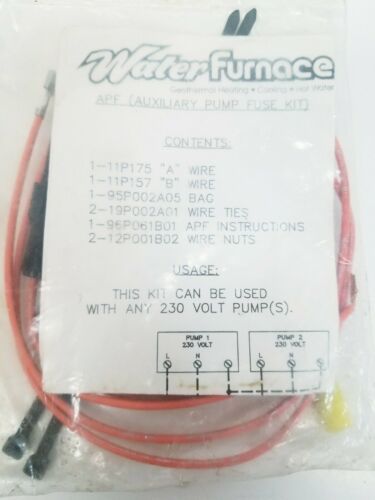 WaterFurnace
Geothermal Heating • Cooling • Hot Water
APF (AUXILIARY PUMP FUSE KIT)
CONTENTS:
1-11P175 "A" WIRE
1-11P157 "B" WIRE
1-95P002A05 BAG
2-19P002A01 WIRE TIES
1-96P061B01 APF INSTRUCTIONS
2-12P001B02 WIRE NUTS
USAGE:
THIS KIT CAN BE USED
WITH ANY 230 VOLT PUMP(S).
PUMP 1 PUMP 2
230 VOLT 230 VOLT
L N L N